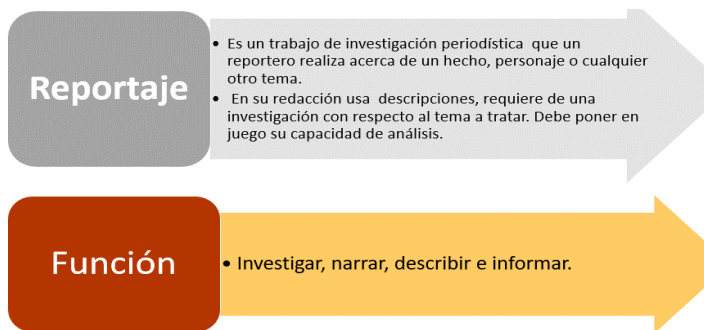 Reportaje
• Es un trabajo de investigación periodística que un
reportero realiza acerca de un hecho, personaje o cualquier
otro tema.
• En su redacción usa descripciones, requiere de una
investigación con respecto al tema a tratar. Debe poner en
juego su capacidad de análisis.
Función
• Investigar, narrar, describir e informar.